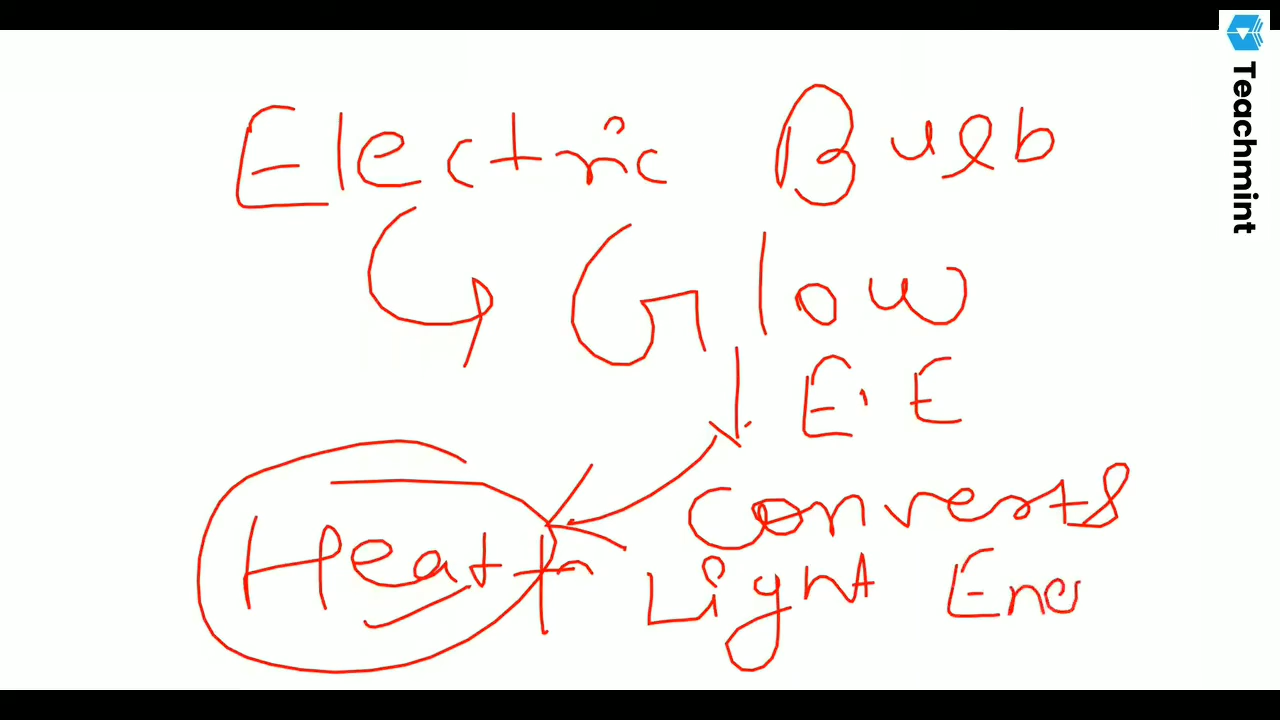 Electric Bulb
Glow
E.E
Converts
Heat + Light Ene
Teachmint